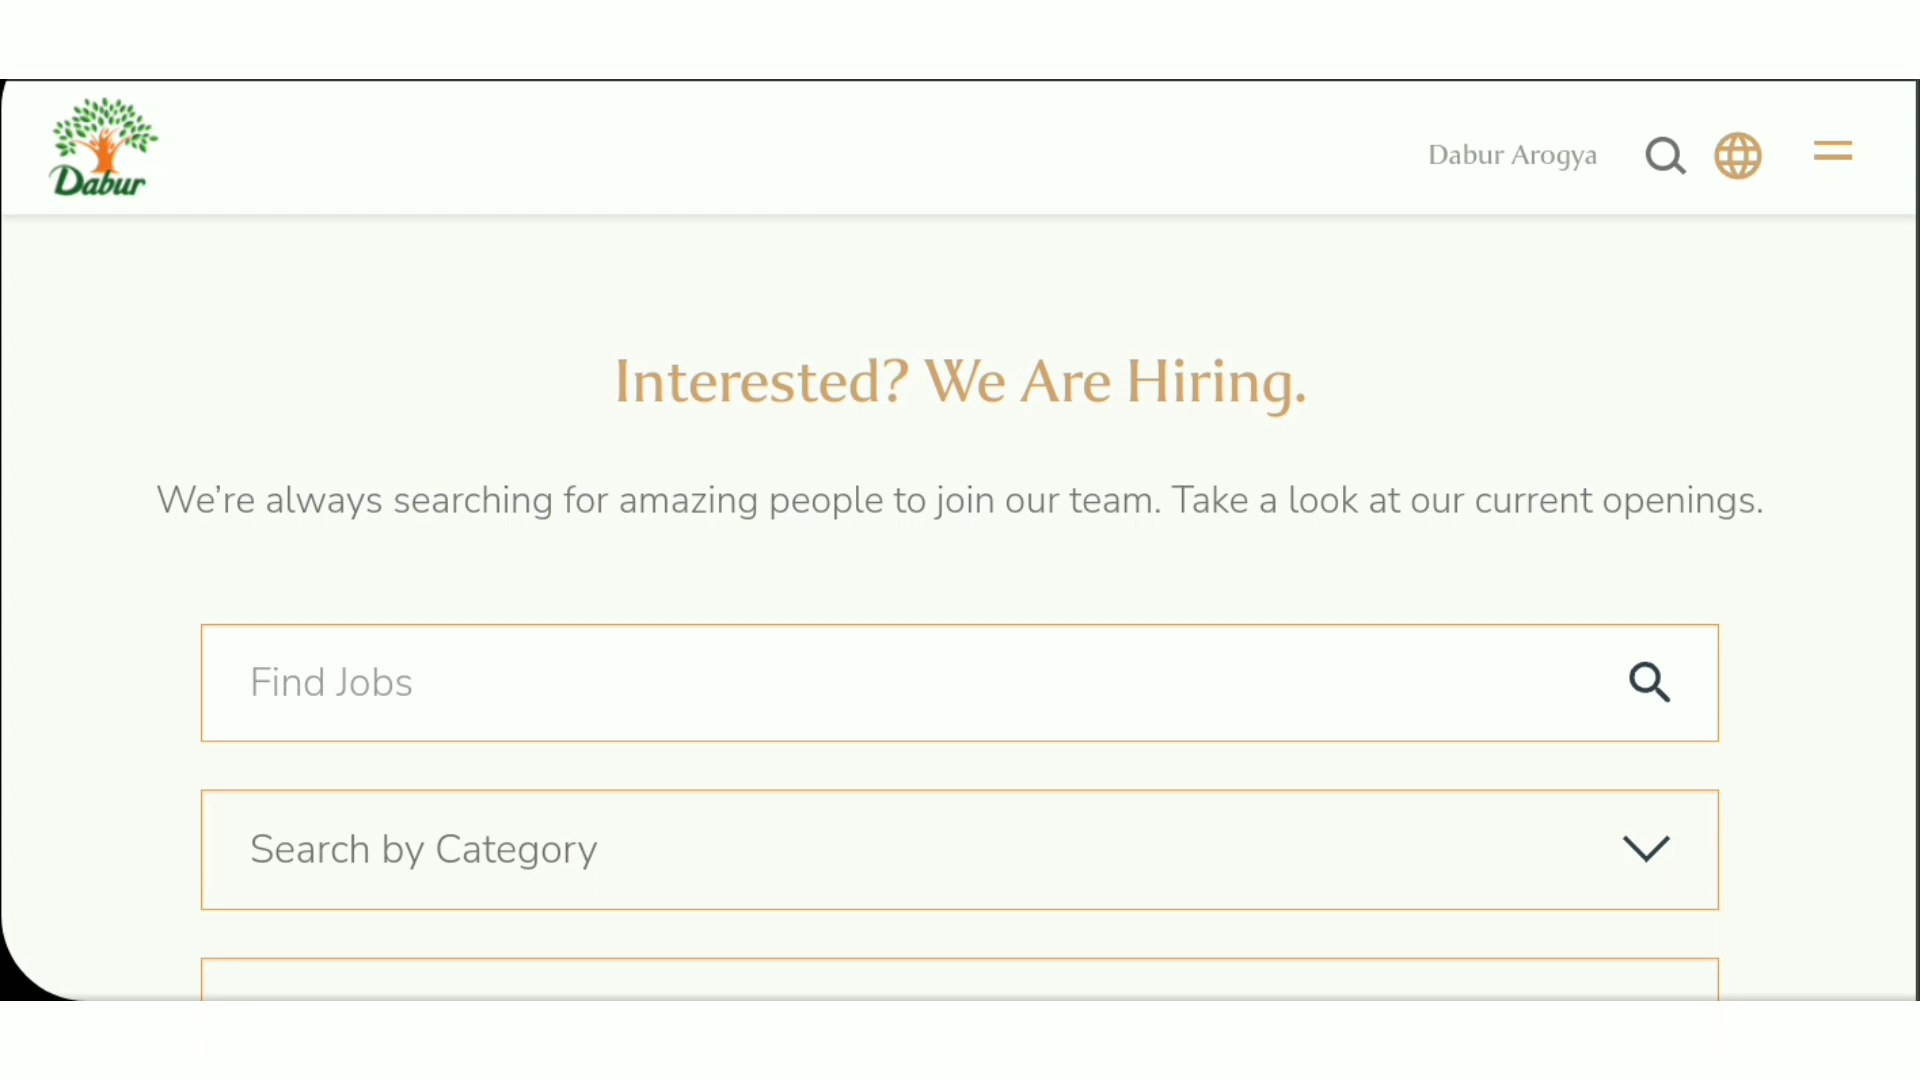 Dabur
Dabur Arogya
Interested? We Are Hiring.
We’re always searching for amazing people to join our team. Take a look at our current openings.
Find Jobs
Search by Category